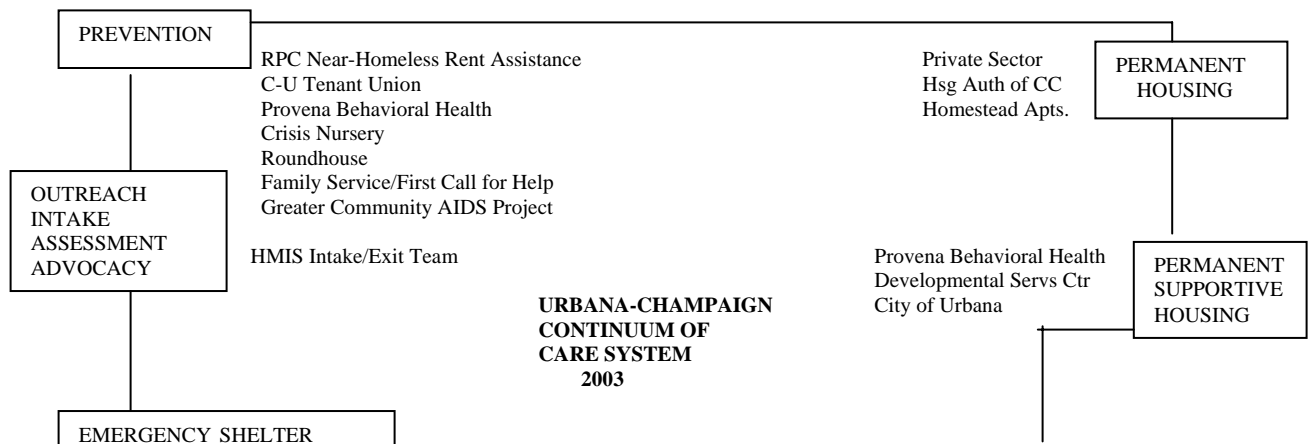 PREVENTION
RPC Near-Homeless Rent Assistance
C-U Tenant Union
Provena Behavioral Health
Crisis Nursery
Roundhouse
Family Service/First Call for Help
Greater Community AIDS Project
HMIS Intake/Exit Team
OUTREACH
INTAKE
ASSESSMENT
ADVOCACY
URBANA-CHAMPAIGN
CONTINUUM OF
CARE SYSTEM
2003
Private Sector
Hsg Auth of CC
Homestead Apts.
PERMANENT
HOUSING
Provena Behavioral Health
Developmental Servs Ctr
City of Urbana
PERMANENT
SUPPORTIVE
HOUSING
EMERGENCY SHELTER